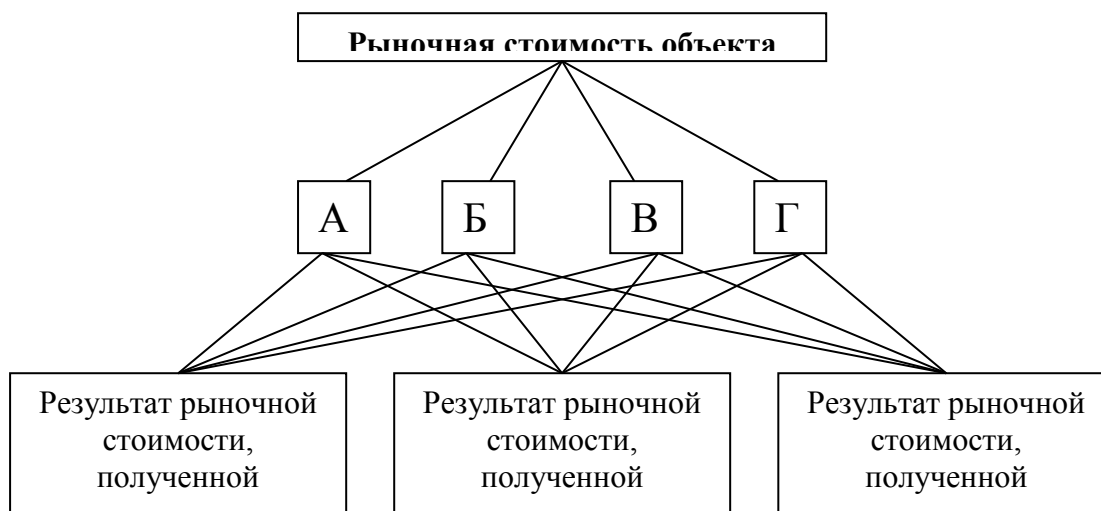 Рыночная стоимость объекта
А Б В Г
Результат рыночной
стоимости,
полученной
Результат рыночной
стоимости,
полученной
Результат рыночной
стоимости,
полученной